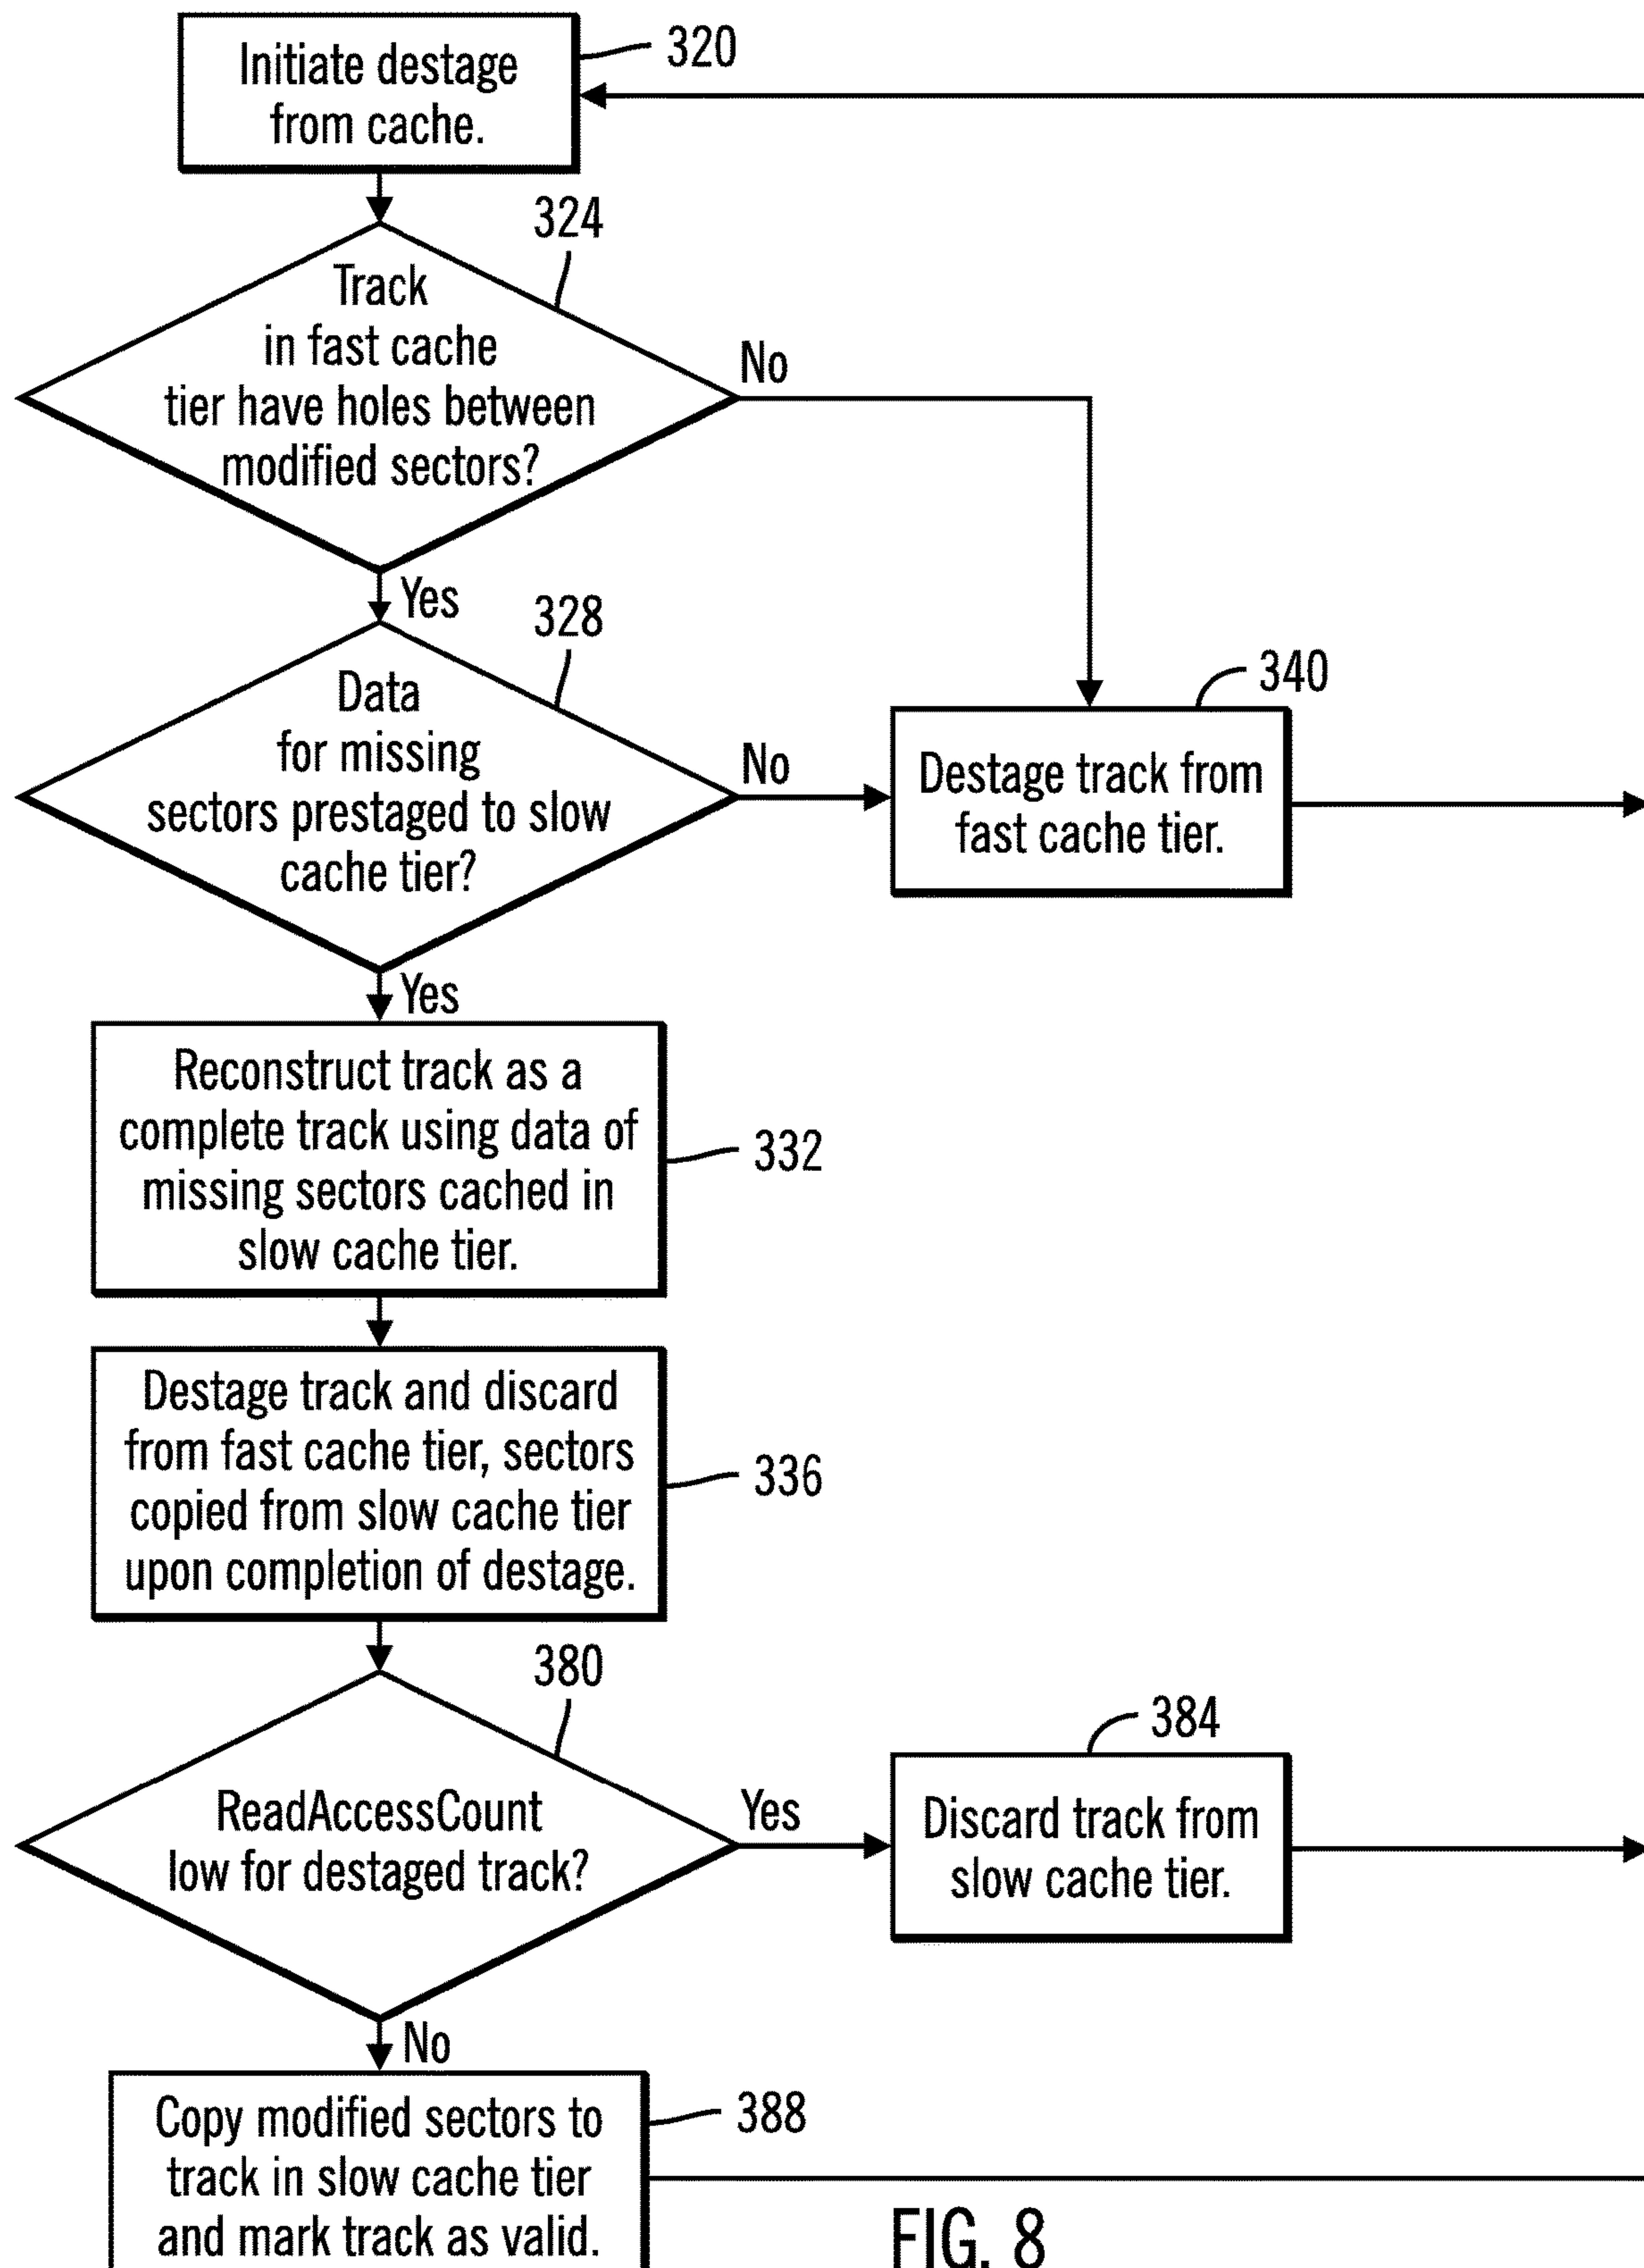 Initiate destage
from cache.
320
324
Track
in fast cache
tier have holes between
modified sectors?
No
Yes
328
Data
for missing
sectors prestaged to slow
cache tier?
No
340
Destage track from
fast cache tier.
Yes
Reconstruct track as a
complete track using data of
missing sectors cached in
slow cache tier.
332
Destage track and discard
from fast cache tier, sectors
copied from slow cache tier
upon completion of destage.
336
380
ReadAccessCount
low for destaged track?
Yes
384
Discard track from
slow cache tier.
No
Copy modified sectors to
track in slow cache tier
and mark track as valid.
388
FIG. 8